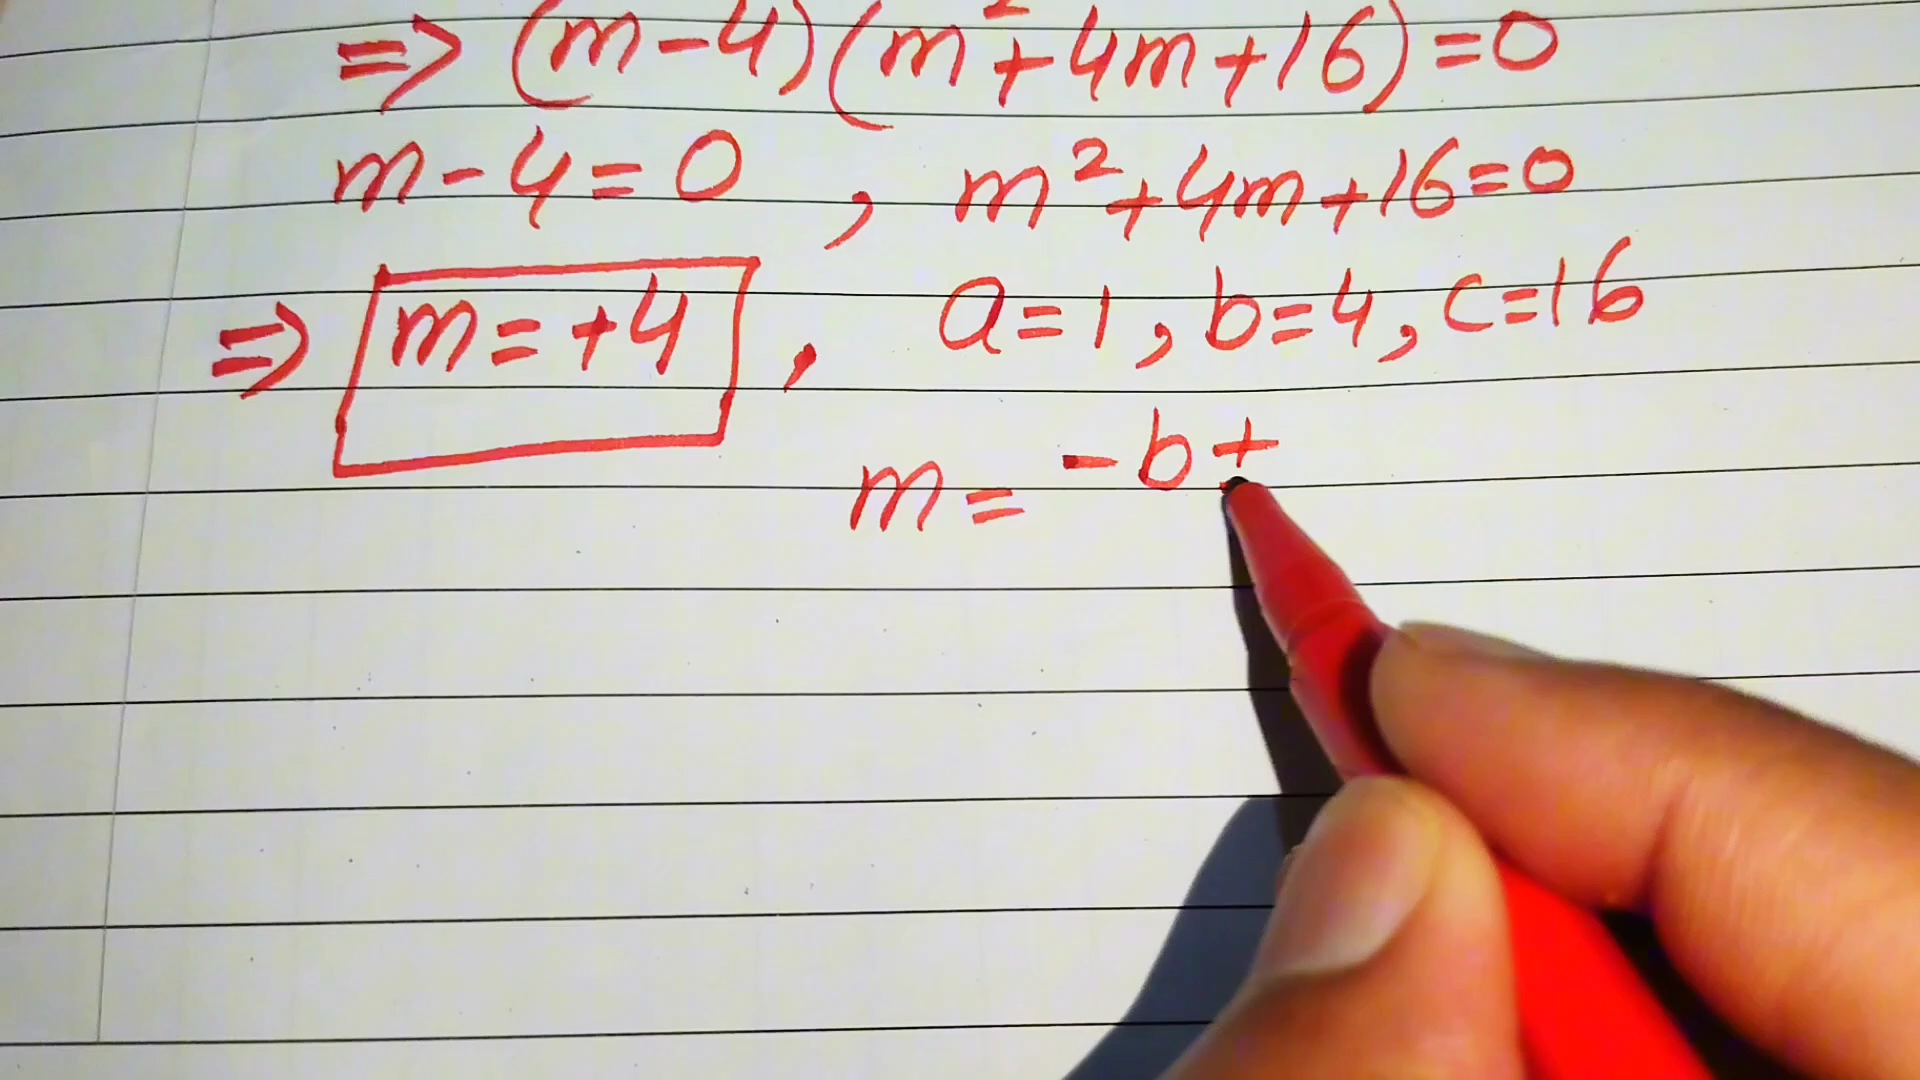 => (m-4)(m²+4m+16)=0
m-4=0 , m²+4m+16=0
=> m=+4 , a=1, b=4, c=16
m= -b±